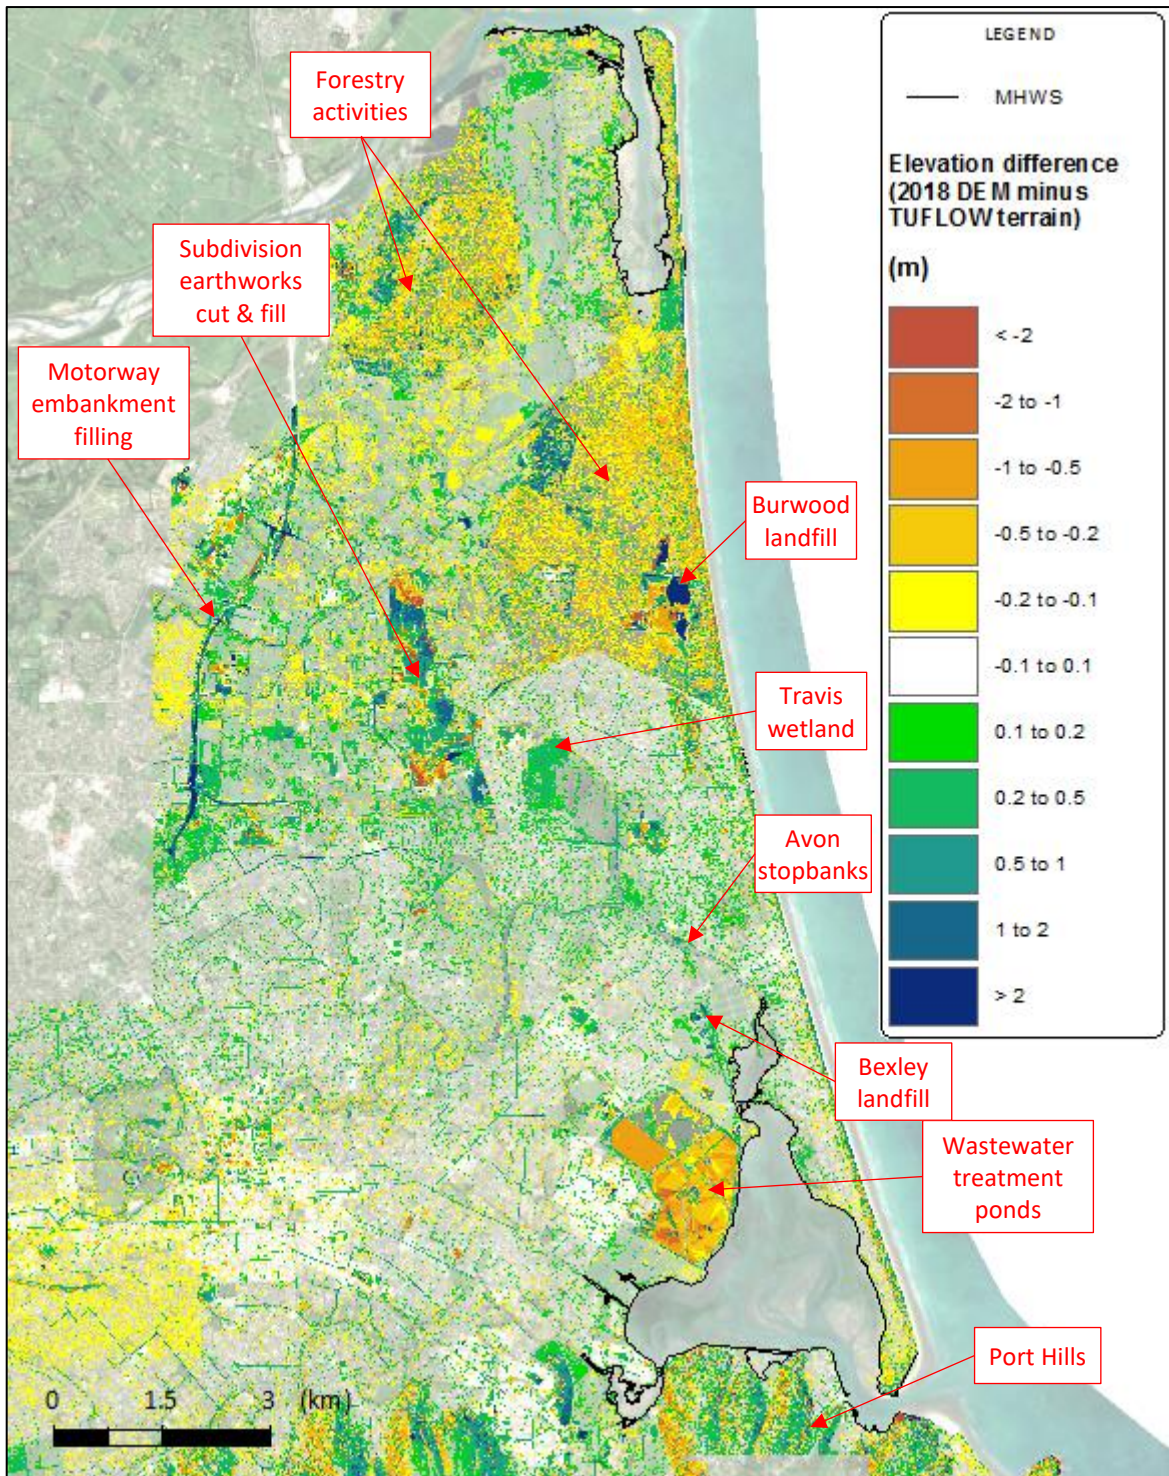 LEGEND
MHWS
Elevation difference
(2018 DEM minus
TUFLOW terrain)
(m)
< -2
-2 to -1
-1 to -0.5
-0.5 to -0.2
-0.2 to -0.1
-0.1 to 0.1
0.1 to 0.2
0.2 to 0.5
0.5 to 1
1 to 2
> 2
Forestry
activities
Subdivision
earthworks
cut & fill
Motorway
embankment
filling
Burwood
landfill
Travis
wetland
Avon
stopbanks
Bexley
landfill
Wastewater
treatment
ponds
Port Hills
0 1.5 3 (km)